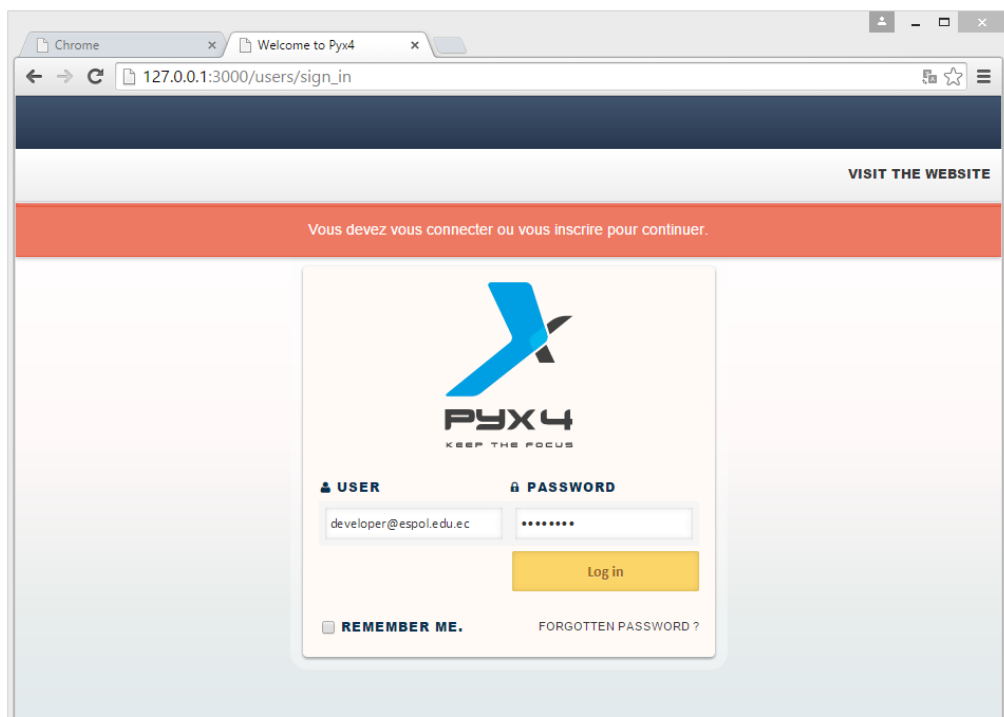 Chrome
Welcome to Pyx4
127.0.0.1:3000/users/sign_in
VISIT THE WEBSITE
Vous devez vous connecter ou vous inscrire pour continuer.
PYX4
KEEP THE FOCUS
USER PASSWORD
developer@espol.edu.ec ••••••••
Log in
REMEMBER ME. FORGOTTEN PASSWORD ?